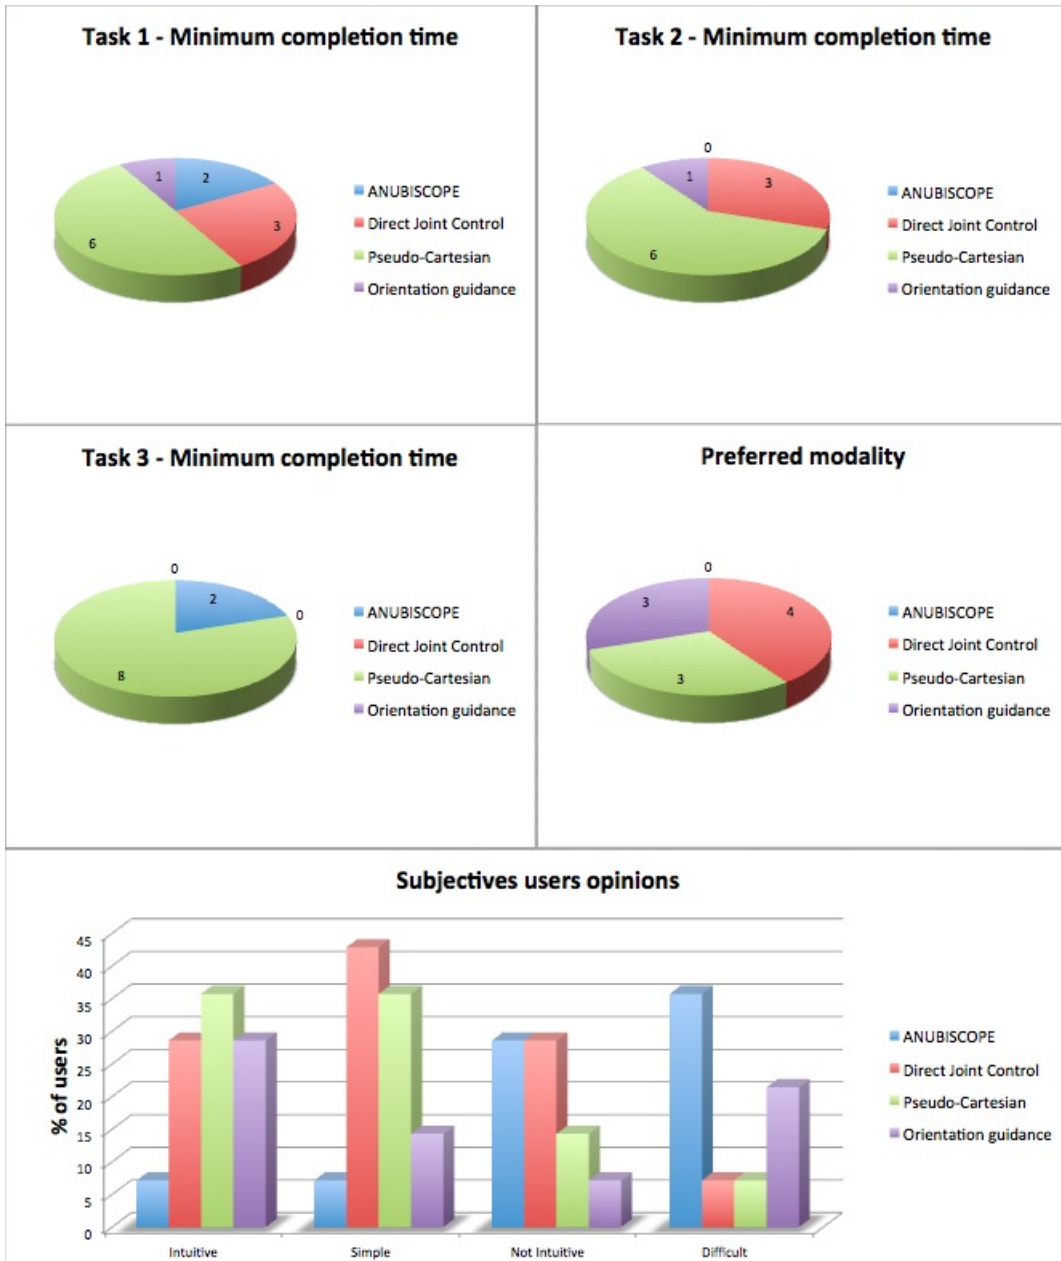 Task 1 - Minimum completion time
1
2
3
6
ANUBISCOPE
Direct Joint Control
Pseudo-Cartesian
Orientation guidance
Task 2 - Minimum completion time
0
1
3
6
ANUBISCOPE
Direct Joint Control
Pseudo-Cartesian
Orientation guidance
Task 3 - Minimum completion time
0
2
0
8
ANUBISCOPE
Direct Joint Control
Pseudo-Cartesian
Orientation guidance
Preferred modality
0
3
4
3
ANUBISCOPE
Direct Joint Control
Pseudo-Cartesian
Orientation guidance
Subjectives users opinions
% of users
45
40
35
30
25
20
15
10
5
0
Intuitive
Simple
Not Intuitive
Difficult
ANUBISCOPE
Direct Joint Control
Pseudo-Cartesian
Orientation guidance